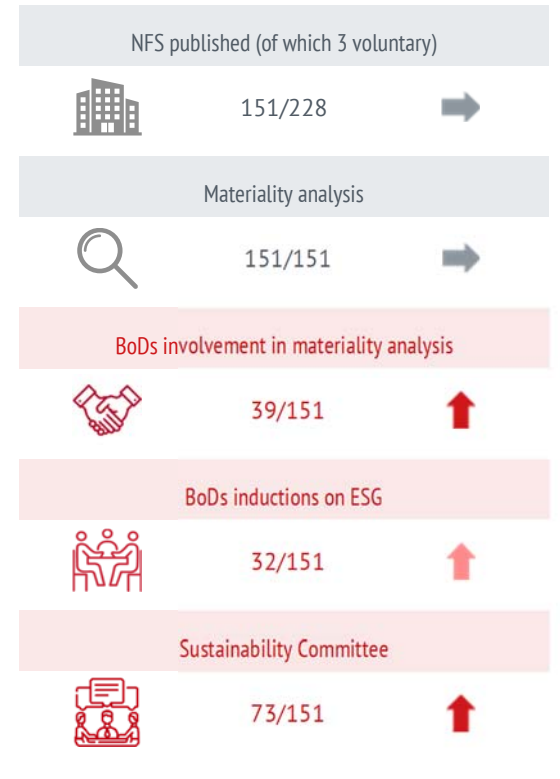 NFS published (of which 3 voluntary)
151/228
Materiality analysis
151/151
BoDs involvement in materiality analysis
39/151
BoDs inductions on ESG
32/151
Sustainability Committee
73/151